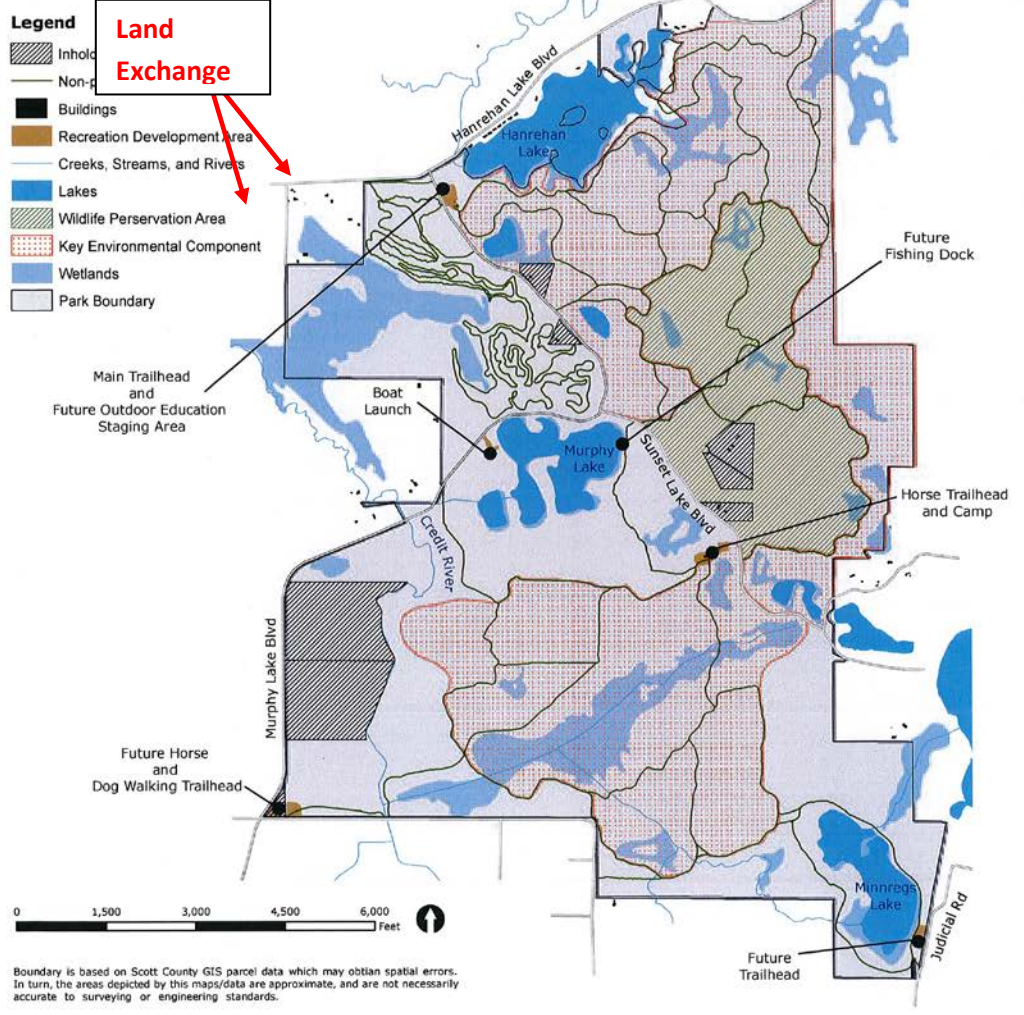 Legend
Land
Exchange
Buildings
Recreation Development Area
Creeks, Streams, and Rivers
Lakes
Wildlife Perservation Area
Key Environmental Component
Wetlands
Park Boundary
Hanrehan Lake Blvd
Hanrehan
Lake
Future
Fishing Dock
Main Trailhead
and
Future Outdoor Education
Staging Area
Boat
Launch
Murphy
Lake
Sunset Lake Blvd
Horse Trailhead
and Camp
Credit River
Murphy Lake Blvd
Future Horse
and
Dog Walking Trailhead
Minnregs
Lake
Judicial Rd
Future
Trailhead
0 1,500 3,000 4,500 6,000
Feet
Boundary is based on Scott County GIS parcel data which may obtian spatial errors.
In turn, the areas depicted by this maps/data are approximate, and are not necessarily
accurate to surveying or engineering standards.